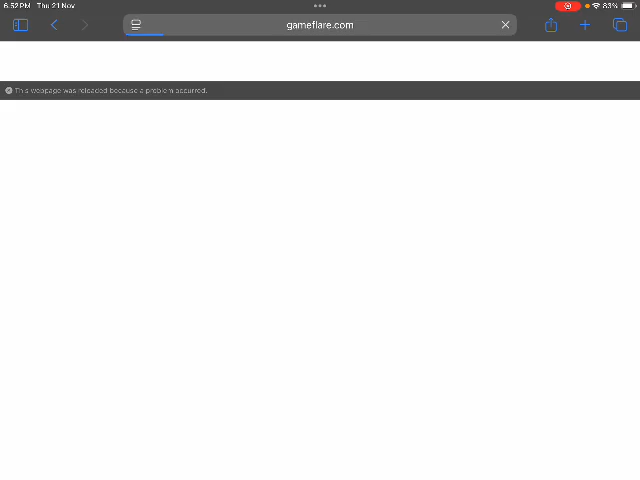 6:52 PM Thu 21 Nov
83%
gameflare.com
This webpage was reloaded because a problem occurred.